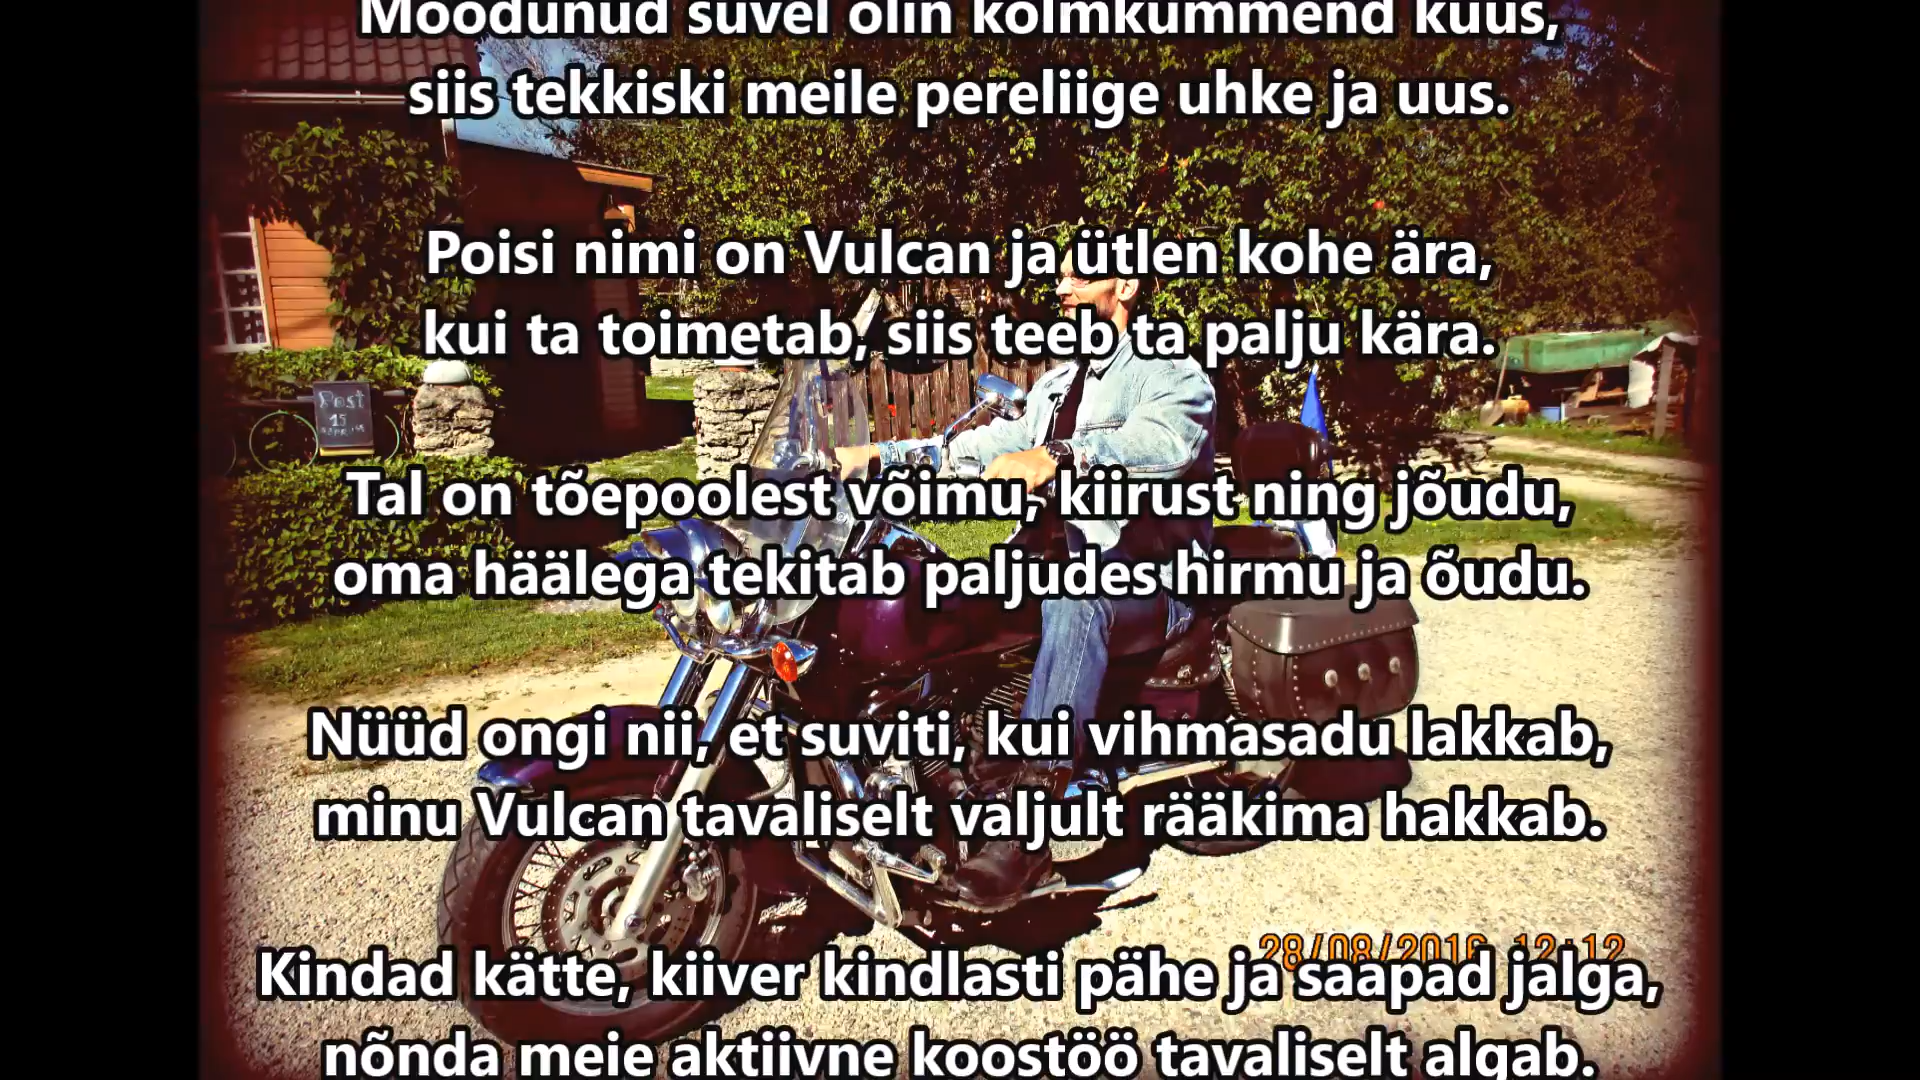 Möödunud suvel olin kolmkümmend kuus,
siis tekkiski meile pereliige uhke ja uus.
Poisi nimi on Vulcan ja ütlen kohe ära,
kui ta toimetab, siis teeb ta palju kära.
Post
15
Tal on tõepoolest võimu, kiirust ning jõudu,
oma häälega tekitab paljudes hirmu ja õudu.
Nüüd ongi nii, et suviti, kui vihmasadu lakkab,
minu Vulcan tavaliselt valjult rääkima hakkab.
28/08/2016 12:12
Kindad kätte, kiiver kindlasti pähe ja saapad jalga,
nõnda meie aktiivne koostöö tavaliselt algab.